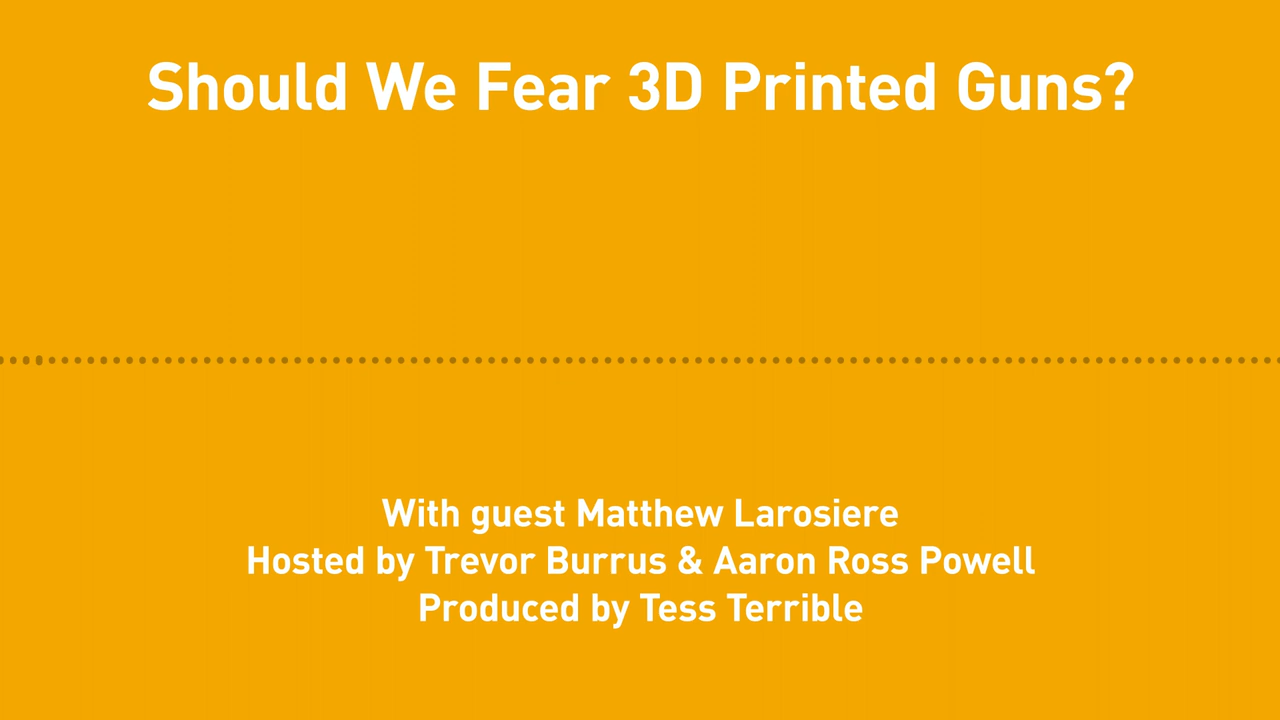 Should We Fear 3D Printed Guns?
With guest Matthew Larosiere
Hosted by Trevor Burrus & Aaron Ross Powell
Produced by Tess Terrible